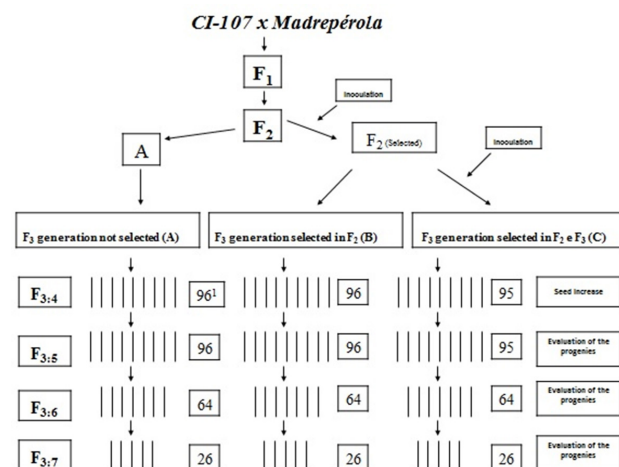 CI-107 x Madrepérola
F1
Inoculation
F2
F2 (Selected)
Inoculation
A
F3 generation not selected (A)
F3 generation selected in F2 (B)
F3 generation selected in F2 e F3 (C)
F3:4
96¹
96
95
Seed Increase
F3:5
96
96
95
Evaluation of the
progenies
F3:6
64
64
64
Evaluation of the
progenies
F3:7
26
26
26
Evaluation of the
progenies